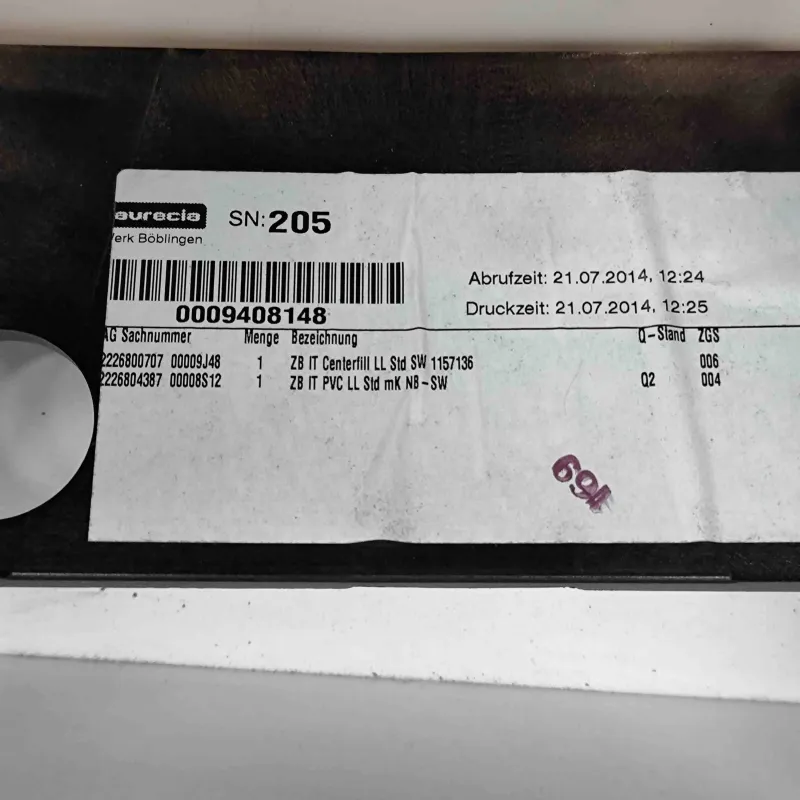 aurecia SN: 205
erk Böblingen
Abrufzeit: 21.07.2014, 12:24
Druckzeit: 21.07.2014, 12:25
0009408148
AG Sachnummer Menge Bezeichnung Q-Stand ZGS
2226800707 00009J48 1 ZB IT Centerfill LL Std SW 1157136 006
2226804387 00008S12 1 ZB IT PVC LL Std mK NB-SW Q2 004